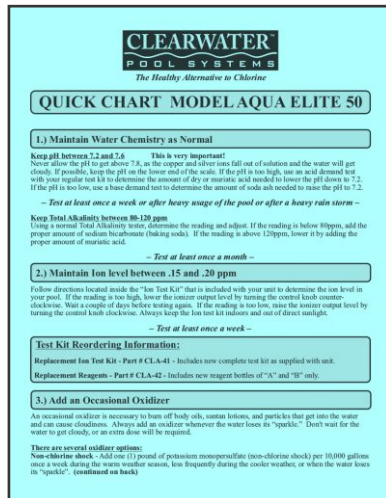 CLEARWATER™
POOL SYSTEMS
The Healthy Alternative to Chlorine
QUICK CHART MODEL AQUA ELITE 50
1.) Maintain Water Chemistry as Normal
Keep pH between 7.2 and 7.6 This is very important!
Never allow the pH to get above 7.8, as the copper and silver ions fall out of solution and the water will get
cloudy. If possible, keep the pH on the lower end of the scale. If the pH is too high, use an acid demand test
with your regular test kit to determine the amount of dry or muriatic acid needed to lower the pH down to 7.2.
If the pH is too low, use a base demand test to determine the amount of soda ash needed to raise the pH to 7.2.
– Test at least once a week or after heavy usage of the pool or after a heavy rain storm –
Keep Total Alkalinity between 80-120 ppm
Using a normal Total Alkalinity tester, determine the reading and adjust. If the reading is below 80ppm, add the
proper amount of sodium bicarbonate (baking soda). If the reading is above 120ppm, lower it by adding the
proper amount of muriatic acid.
– Test at least once a month –
2.) Maintain Ion level between .15 and .20 ppm
Follow directions located inside the "Ion Test Kit" that is included with your unit to determine the ion level in
your pool. If the reading is too high, lower the ionizer output level by turning the control knob counter-
clockwise. Wait a couple of days before testing again. If the reading is too low, raise the ionizer output level by
turning the control knob clockwise. Always keep the Ion test kit indoors and out of direct sunlight.
– Test at least once a week –
Test Kit Reordering Information:
Replacement Ion Test Kit - Part # CLA-41 - Includes new complete test kit as supplied with unit.
Replacement Reagents - Part # CLA-42 - Includes new reagent bottles of "A" and "B" only.
3.) Add an Occasional Oxidizer
An occasional oxidizer is necessary to burn off body oils, suntan lotions, and particles that get into the water
and can cause cloudiness. Always add an oxidizer whenever the water loses its "sparkle." Don't wait for the
water to get cloudy, or an extra dose will be required.
There are several oxidizer options:
Non-chlorine shock - Add one (1) pound of potassium monopersulfate (non-chlorine shock) per 10,000 gallons
once a week during the warm weather season, less frequently during the cooler weather, or when the water loses
its "sparkle". (continued on back)